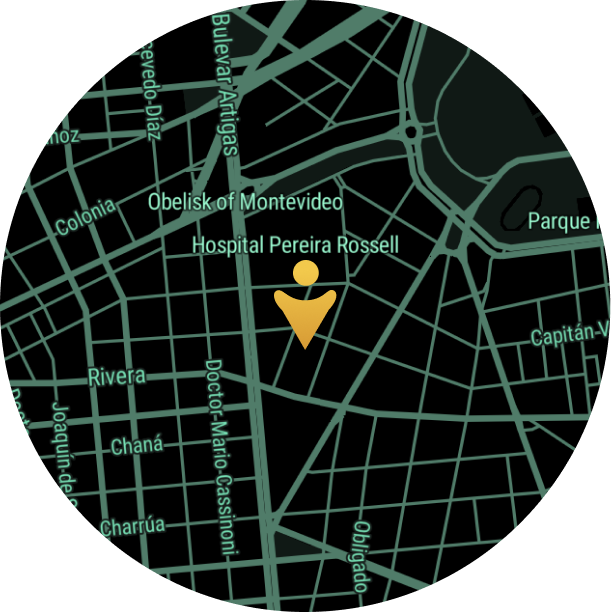 Bulevar Artigas
cevedo-Díaz
ñoz
Obelisk of Montevideo
Colonia
Parque
Hospital Pereira Rossell
Capitán-V
Rivera
Doctor-Mario-Cassinoni
Joaquín-de-
Chaná
Charrúa
Obligado